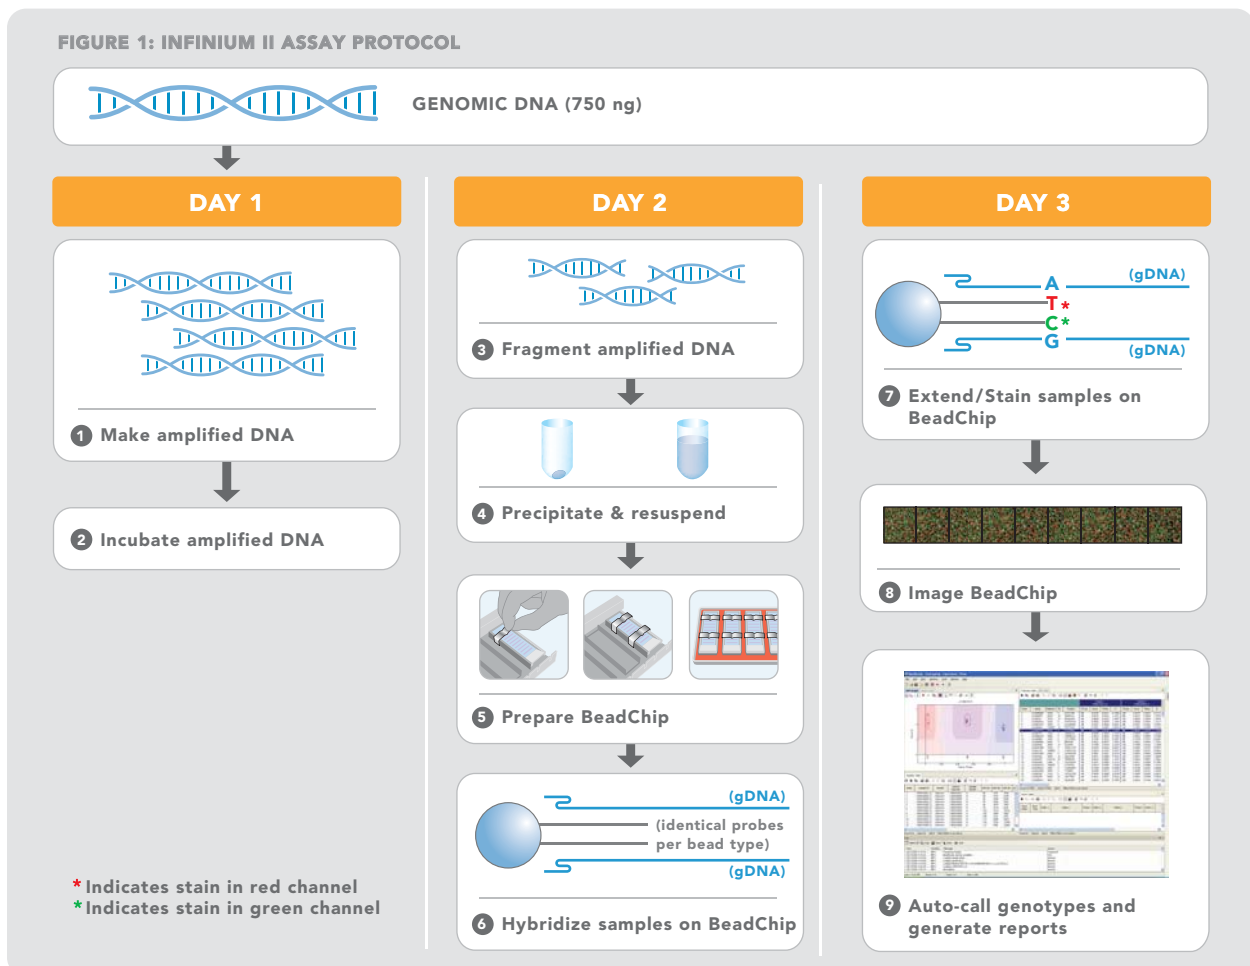 FIGURE 1: INFINIUM II ASSAY PROTOCOL
GENOMIC DNA (750 ng)
DAY 1
1 Make amplified DNA
2 Incubate amplified DNA
* Indicates stain in red channel
* Indicates stain in green channel
DAY 2
3 Fragment amplified DNA
4 Precipitate & resuspend
5 Prepare BeadChip
(gDNA)
(identical probes
per bead type)
(gDNA)
6 Hybridize samples on BeadChip
DAY 3
A
(gDNA)
T*
C*
G
(gDNA)
7 Extend/Stain samples on
BeadChip
8 Image BeadChip
9 Auto-call genotypes and
generate reports